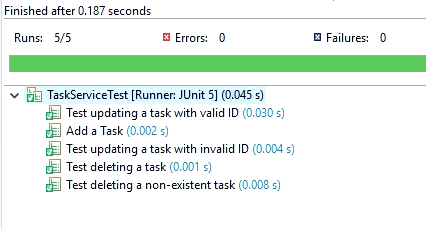 Finished after 0.187 seconds
Runs: 5/5 Errors: 0 Failures: 0
TaskServiceTest [Runner: JUnit 5] (0.045 s)
Test updating a task with valid ID (0.030 s)
Add a Task (0.002 s)
Test updating a task with invalid ID (0.004 s)
Test deleting a task (0.001 s)
Test deleting a non-existent task (0.008 s)